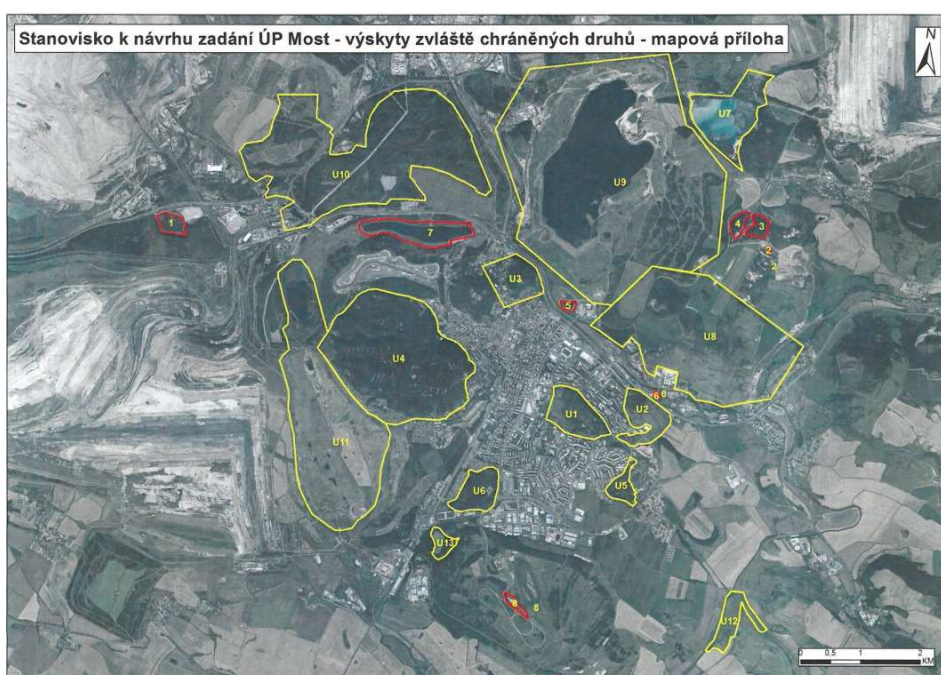 Stanovisko k návrhu zadání ÚP Most - výskyty zvláště chráněných druhů - mapová příloha
N
U7
U10
U9
1
4
3
7
2
2
U3
5
U8
U4
U1
U2
6
6
U11
U6
U5
U13
8
8
U12
0 0,5 1 2
KM